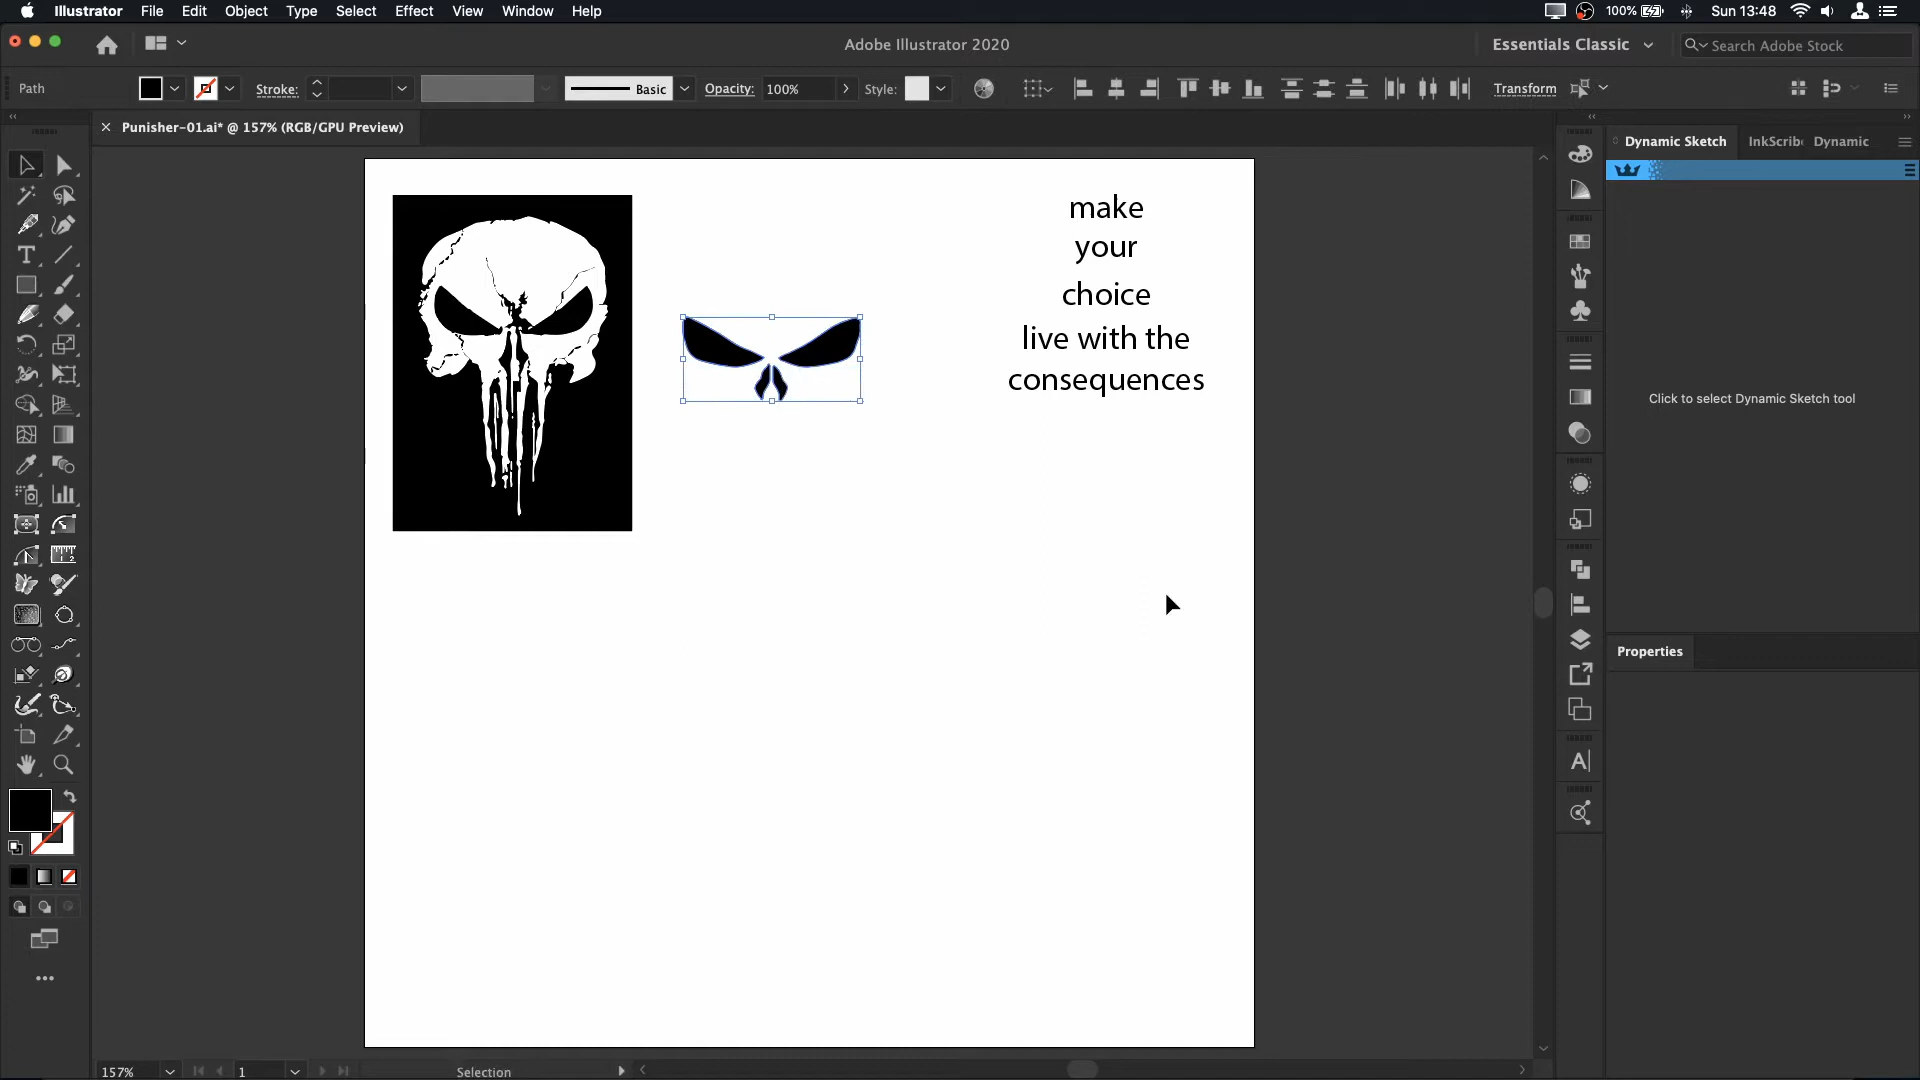 Illustrator File Edit Object Type Select Effect View Window Help 100% Sun 13:48
Adobe Illustrator 2020 Essentials Classic Search Adobe Stock
Path Stroke: Basic Opacity: 100% Style: Transform
Punisher-01.ai* @ 157% (RGB/GPU Preview)
Dynamic Sketch InkScrib Dynamic
make
your
choice
live with the
consequences
Click to select Dynamic Sketch tool
Properties
157% 1 Selection